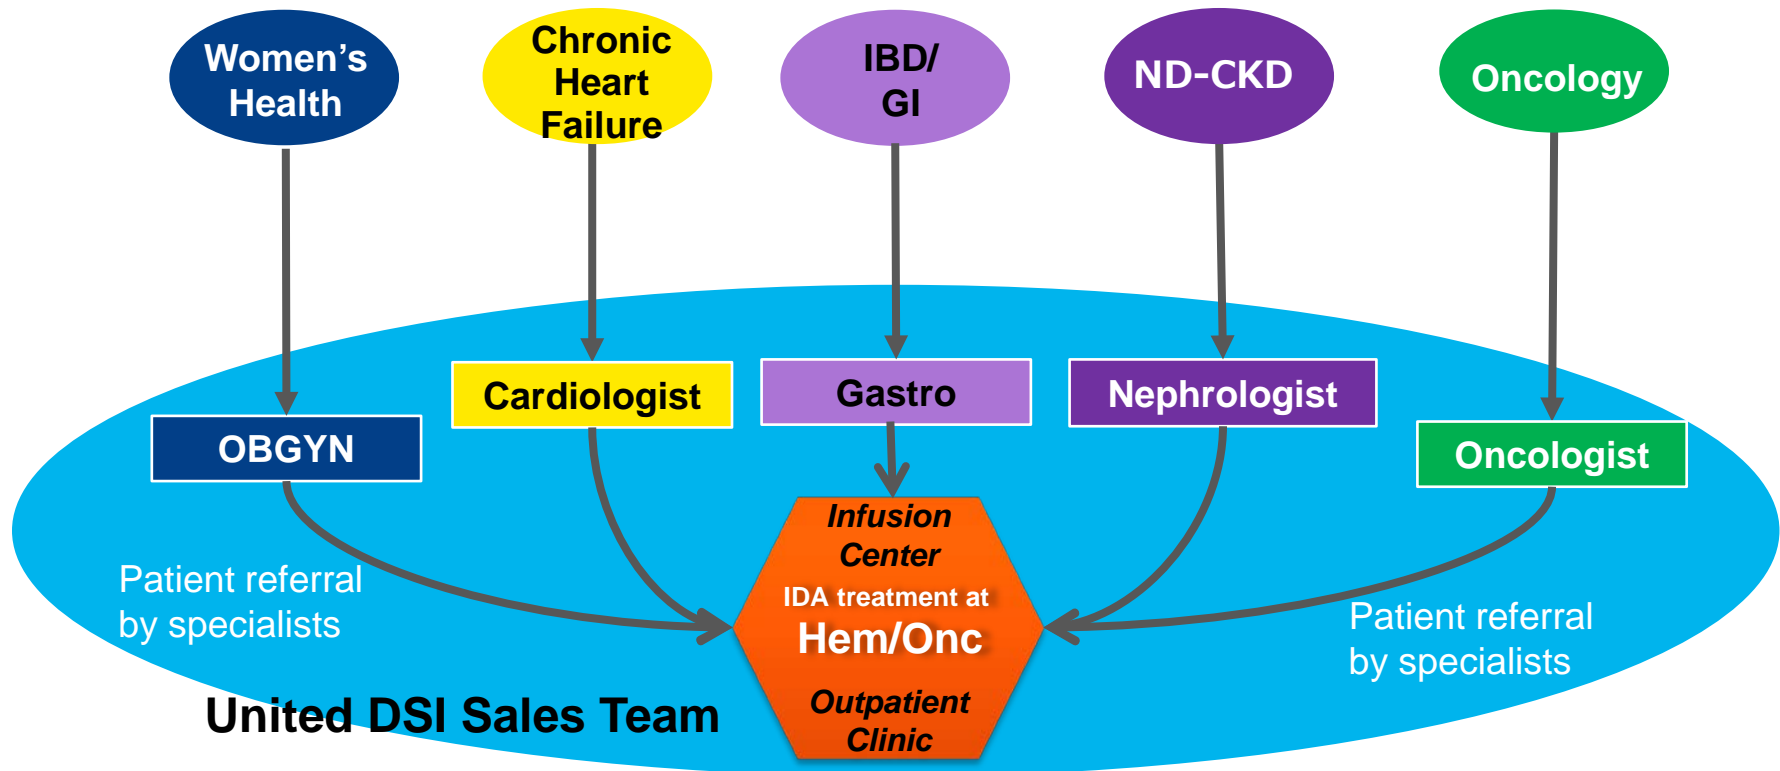 Women’s
Health
Chronic
Heart
Failure
IBD/
GI
ND-CKD
Oncology
OBGYN
Cardiologist
Gastro
Nephrologist
Oncologist
Patient referral
by specialists
Infusion
Center
IDA treatment at
Hem/Onc
Outpatient
Clinic
Patient referral
by specialists
United DSI Sales Team